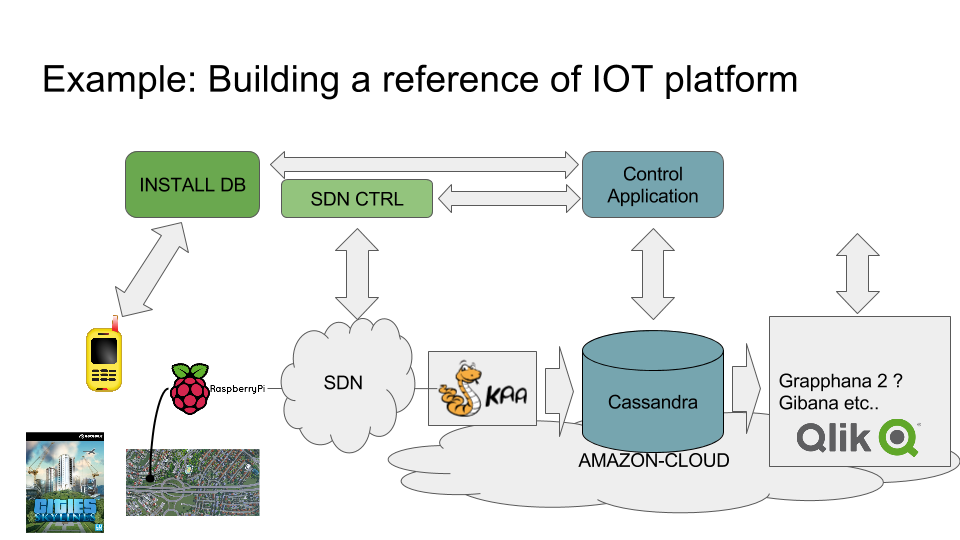 Example: Building a reference of IOT platform
INSTALL DB
SDN CTRL
Control
Application
RaspberryPi
SDN
KAA
Cassandra
Grapphana 2 ?
Gibana etc..
Qlik
AMAZON-CLOUD
CITIES
SKYLINES